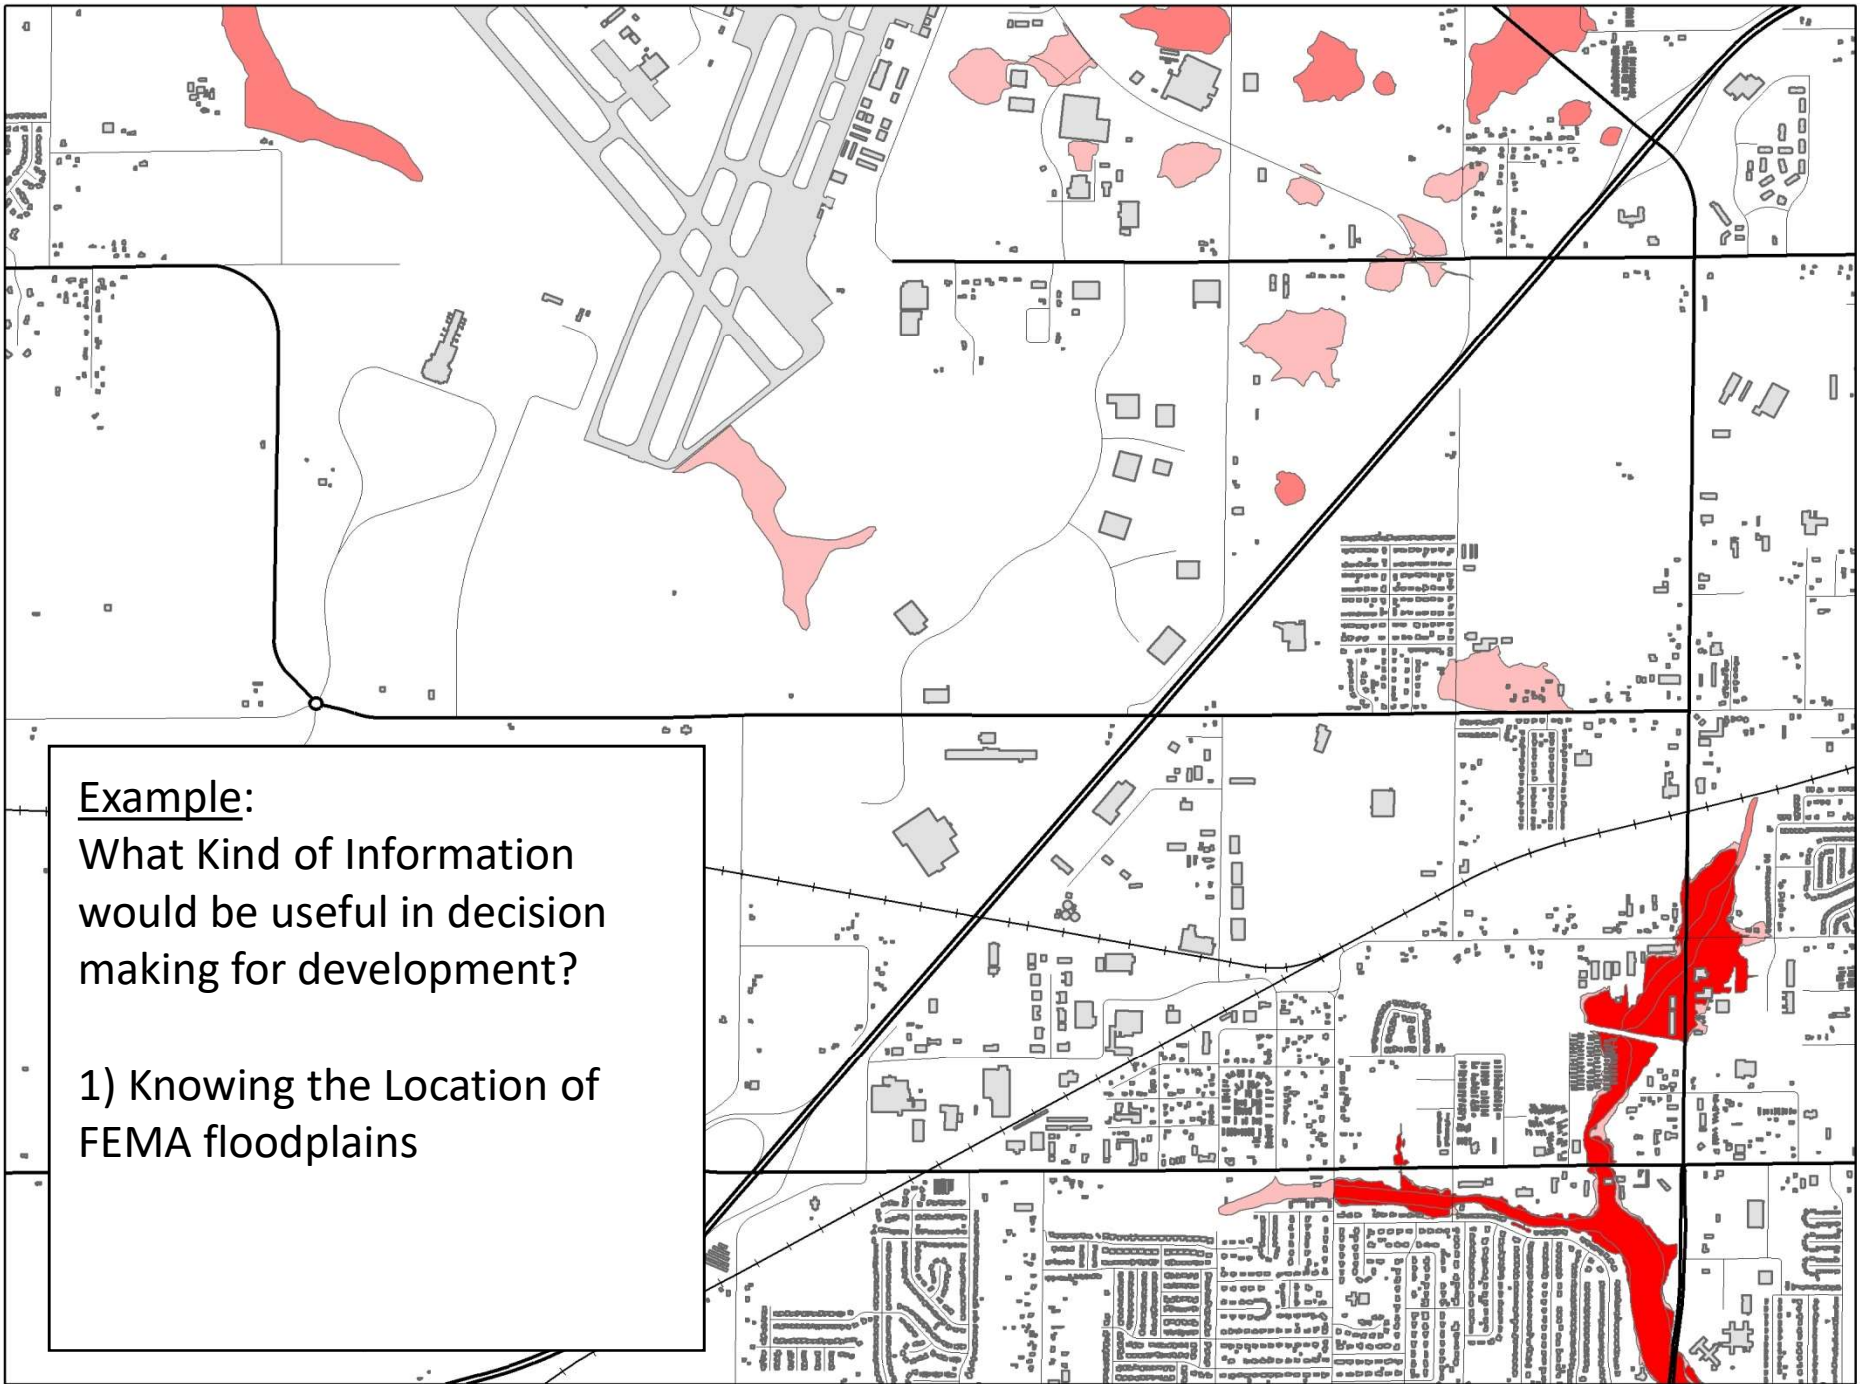 Example:
What Kind of Information
would be useful in decision
making for development?
1) Knowing the Location of
FEMA floodplains